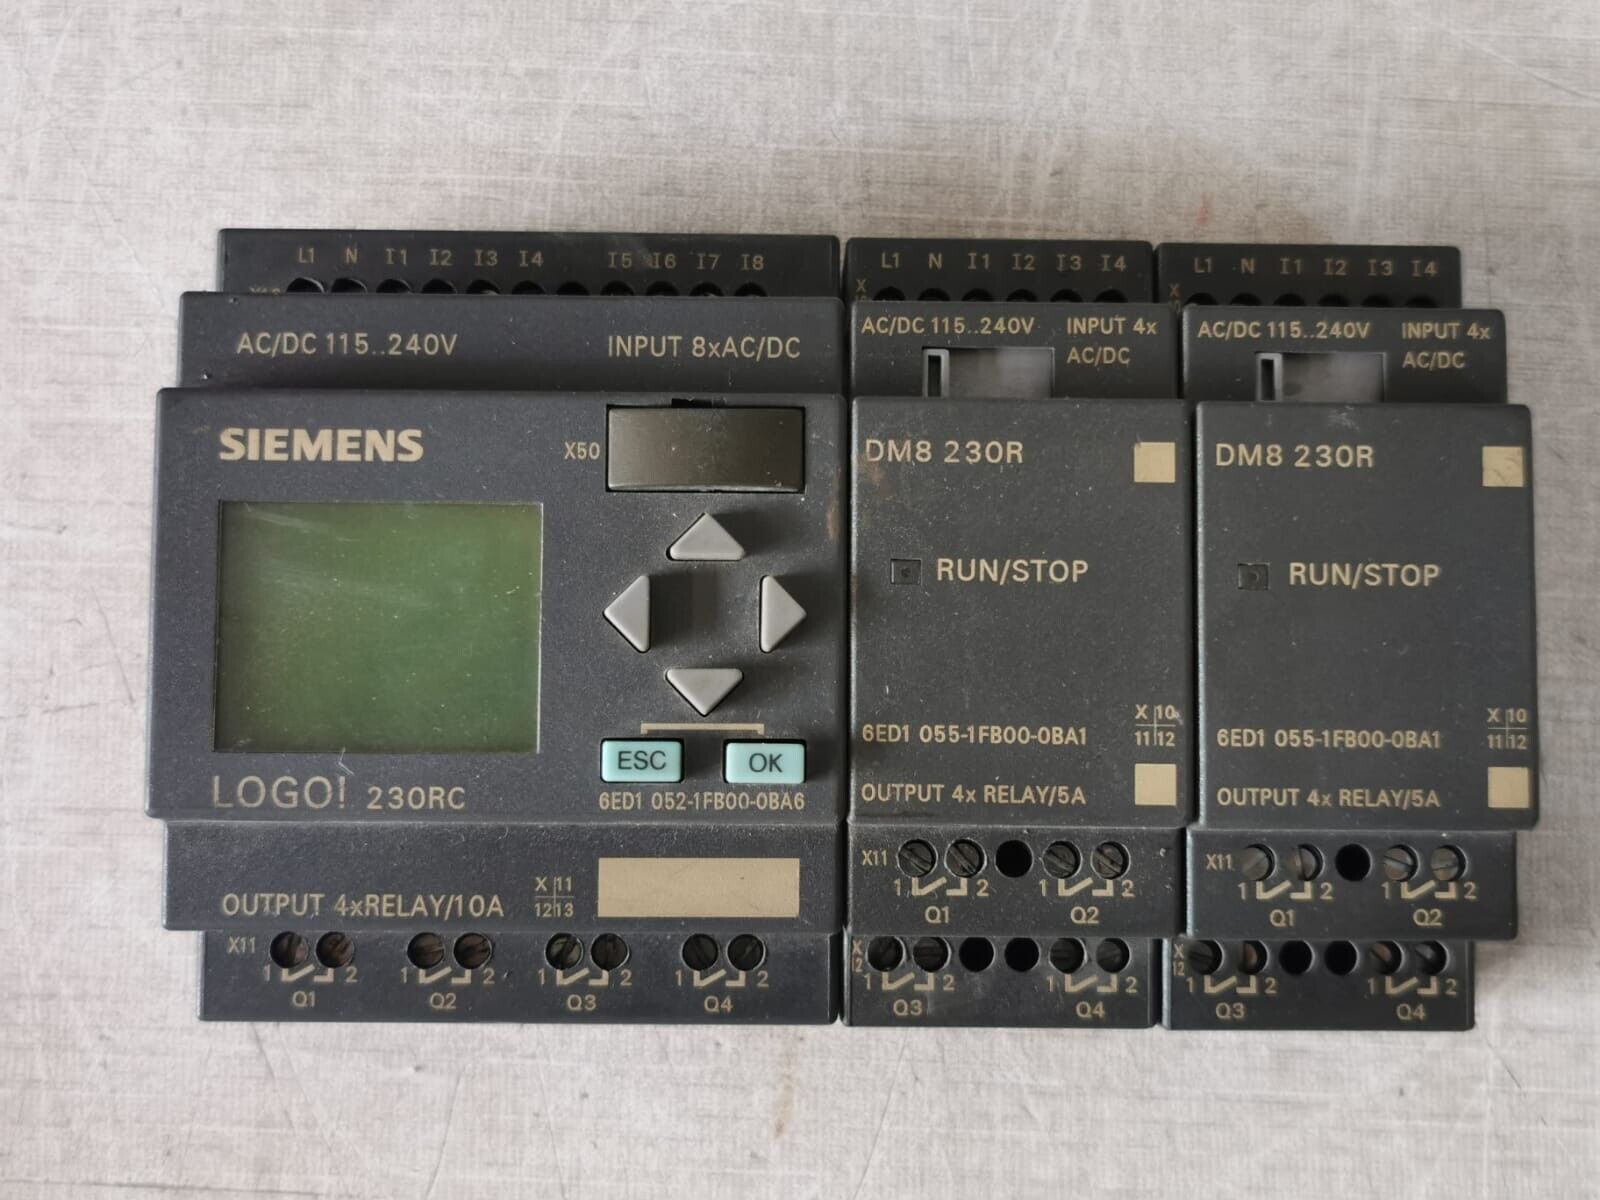 L1 N I1 I2 I3 I4 I5 I6 I7 I8
AC/DC 115..240V INPUT 8xAC/DC
SIEMENS
X50
ESC OK
LOGO! 230RC
6ED1 052-1FB00-0BA6
OUTPUT 4xRELAY/10A
X 11
12 13
X11
1 2 1 2 1 2 1 2
Q1 Q2 Q3 Q4
L1 N I1 I2 I3 I4
X
AC/DC 115..240V INPUT 4x
AC/DC
DM8 230R
RUN/STOP
X 10
11 12
6ED1 055-1FB00-0BA1
OUTPUT 4x RELAY/5A
X11
1 2 1 2
Q1 Q2
X
12
1 2 1 2
Q3 Q4
L1 N I1 I2 I3 I4
X
AC/DC 115..240V INPUT 4x
AC/DC
DM8 230R
RUN/STOP
X 10
11 12
6ED1 055-1FB00-0BA1
OUTPUT 4x RELAY/5A
X11
1 2 1 2
Q1 Q2
X
12
1 2 1 2
Q3 Q4